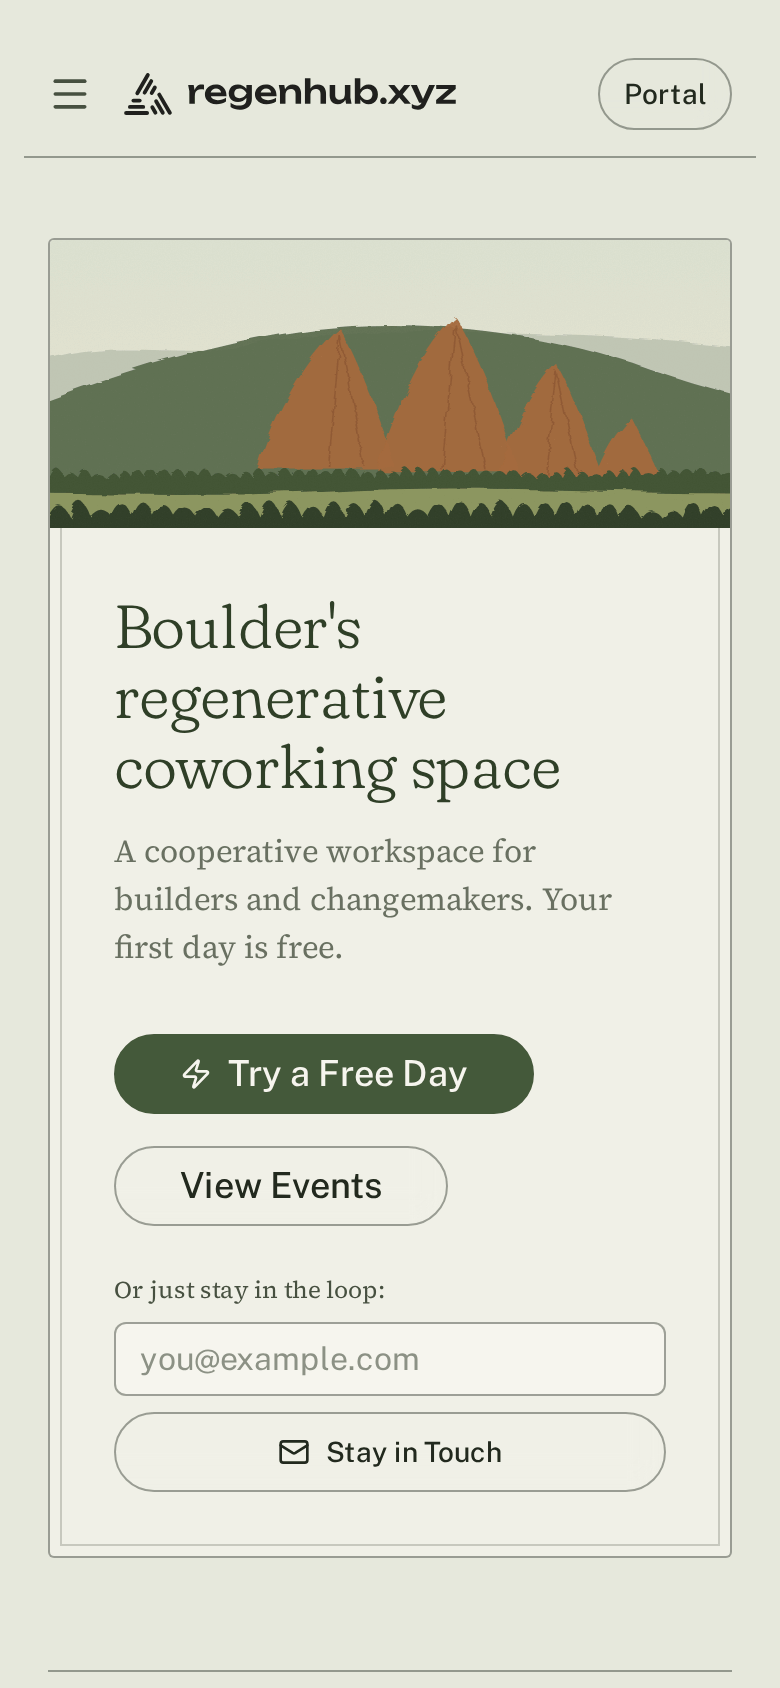 regenhub.xyz
Portal
Boulder's
regenerative
coworking space
A cooperative workspace for
builders and changemakers. Your
first day is free.
Try a Free Day
View Events
Or just stay in the loop:
you@example.com
Stay in Touch